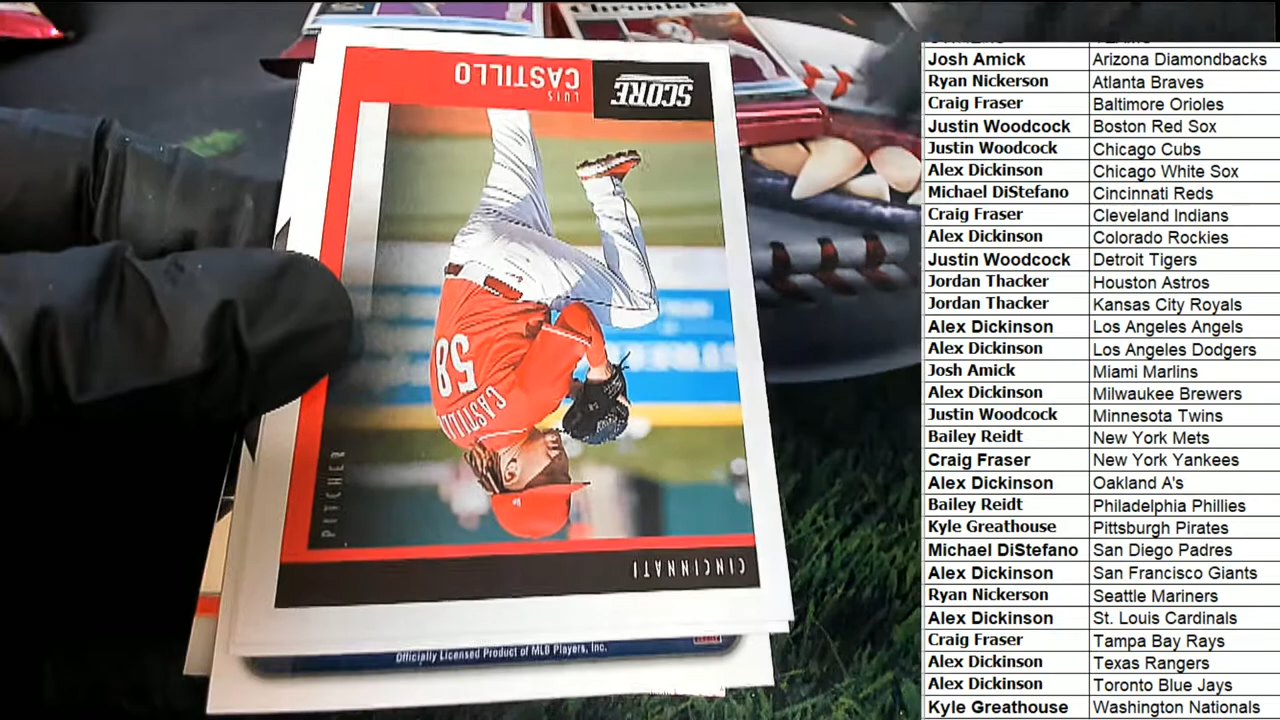 Chronicles
LUIS
CASTILLO
SCORE
58
CASTILLO
PITCHER
CINCINNATI
Officially Licensed Product of MLB Players, Inc.
Josh Amick Arizona Diamondbacks
Ryan Nickerson Atlanta Braves
Craig Fraser Baltimore Orioles
Justin Woodcock Boston Red Sox
Justin Woodcock Chicago Cubs
Alex Dickinson Chicago White Sox
Michael DiStefano Cincinnati Reds
Craig Fraser Cleveland Indians
Alex Dickinson Colorado Rockies
Justin Woodcock Detroit Tigers
Jordan Thacker Houston Astros
Jordan Thacker Kansas City Royals
Alex Dickinson Los Angeles Angels
Alex Dickinson Los Angeles Dodgers
Josh Amick Miami Marlins
Alex Dickinson Milwaukee Brewers
Justin Woodcock Minnesota Twins
Bailey Reidt New York Mets
Craig Fraser New York Yankees
Alex Dickinson Oakland A's
Bailey Reidt Philadelphia Phillies
Kyle Greathouse Pittsburgh Pirates
Michael DiStefano San Diego Padres
Alex Dickinson San Francisco Giants
Ryan Nickerson Seattle Mariners
Alex Dickinson St. Louis Cardinals
Craig Fraser Tampa Bay Rays
Alex Dickinson Texas Rangers
Alex Dickinson Toronto Blue Jays
Kyle Greathouse Washington Nationals